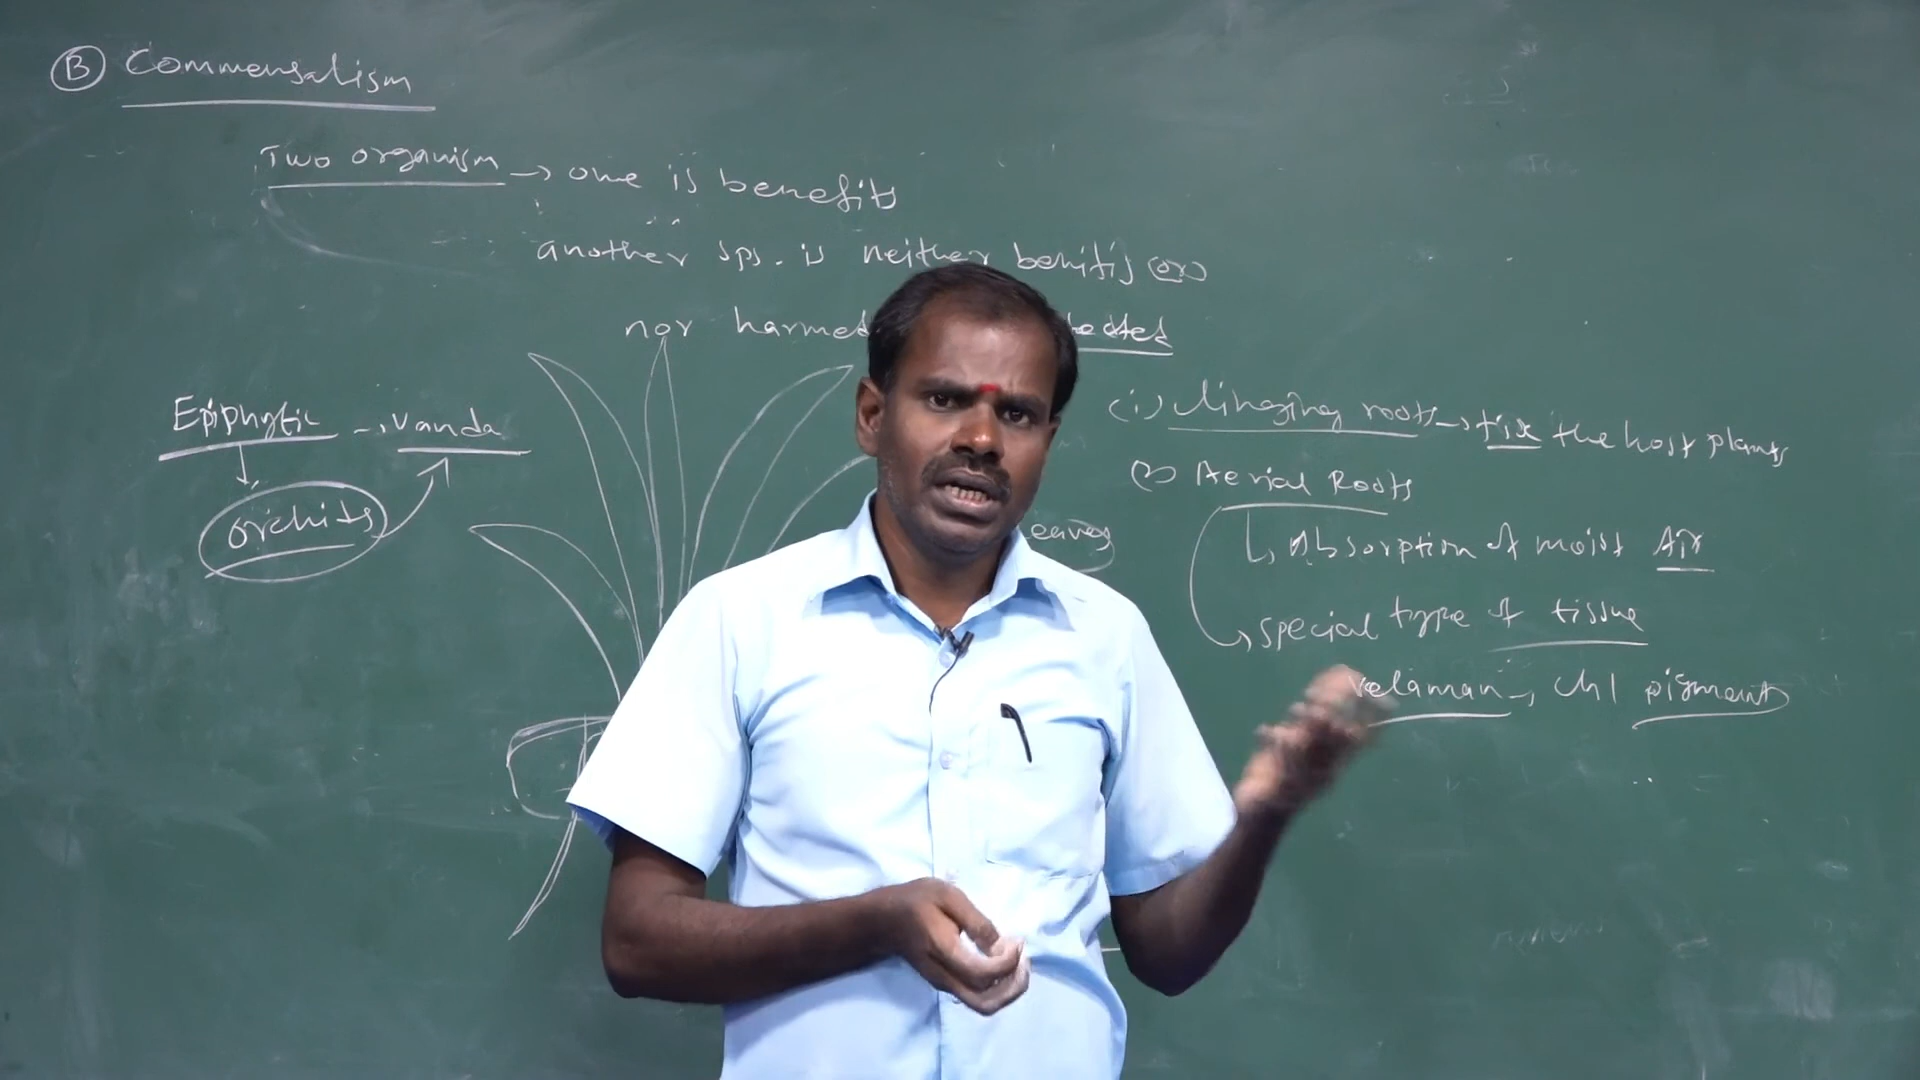 B Commensalism
Two organism → one is benefits
another sps. is neither benifits (or)
nor harmed
Epiphytic → vanda
orchids
(i) clinging roots → fix the host plants
(2) Aerial Roots
↳ Absorption of moist Air
special type of tissue
velaman → chl pigments